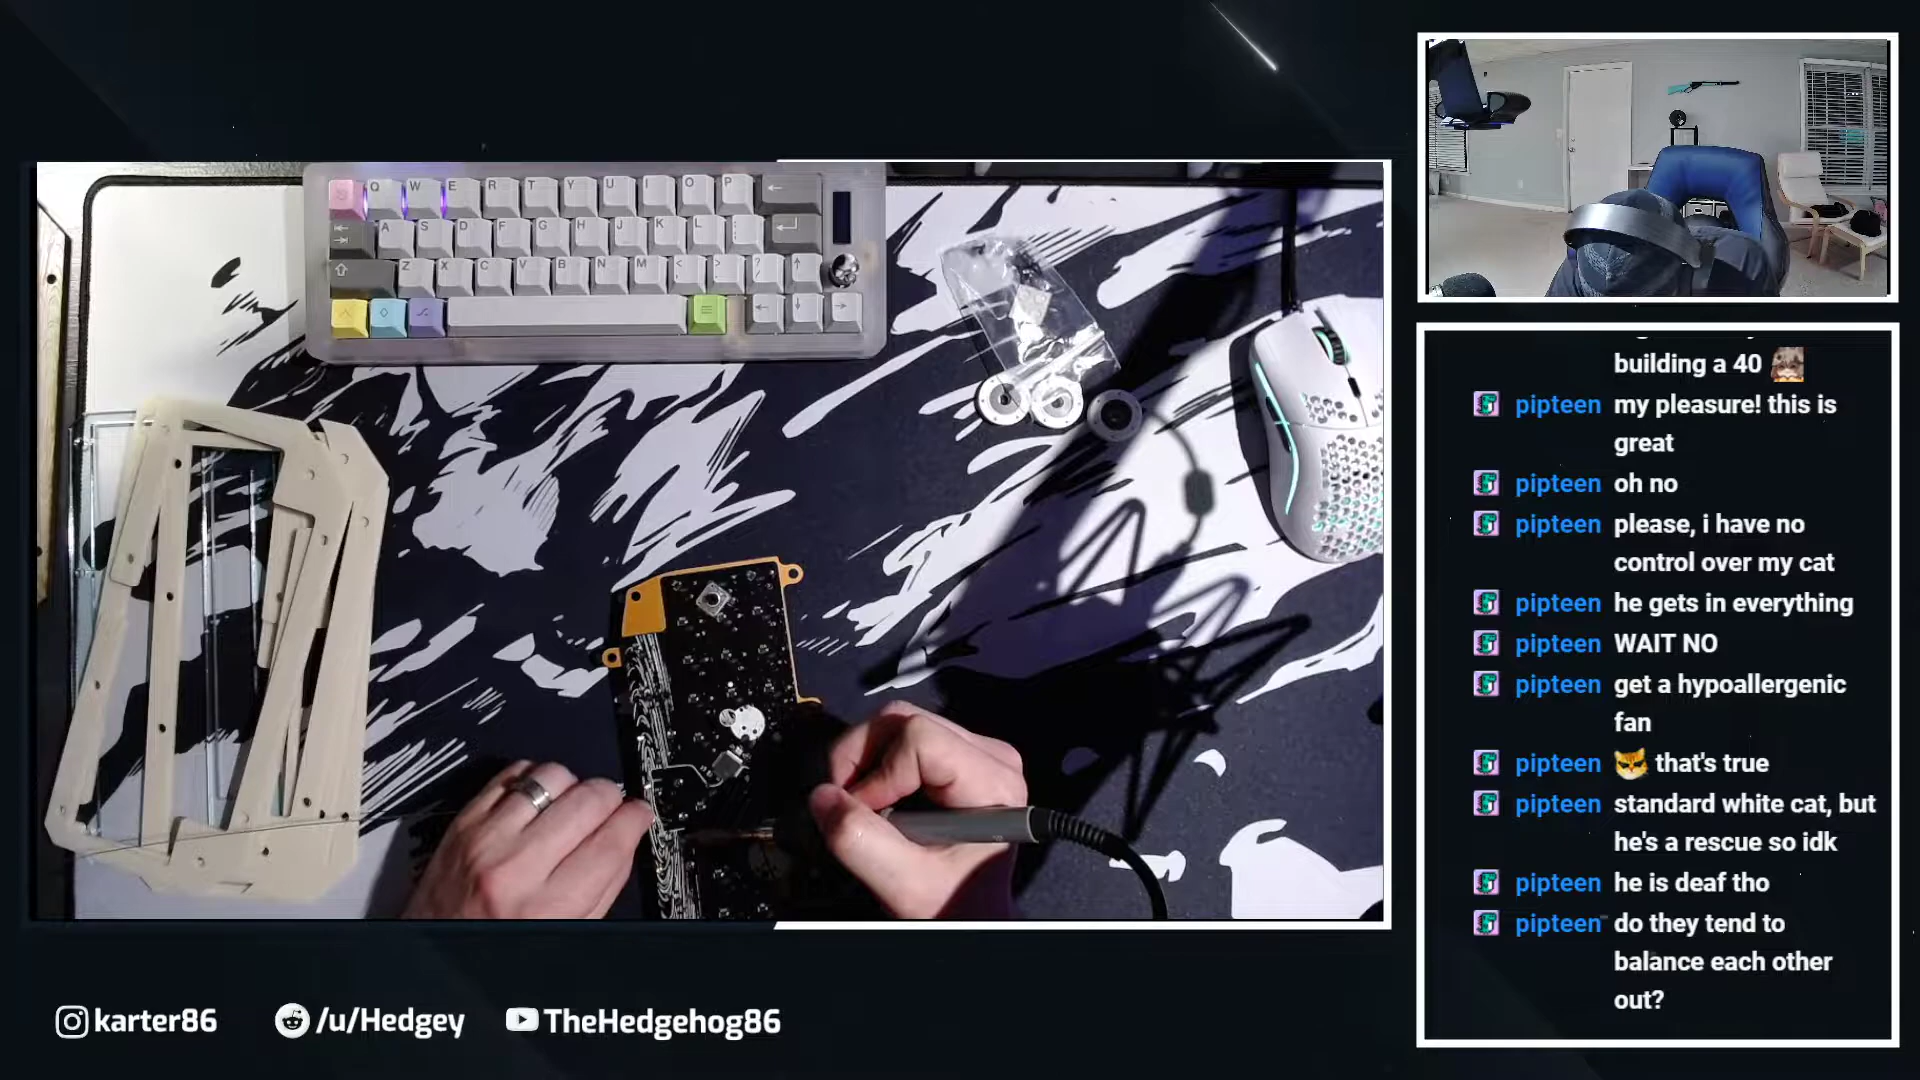 Q W E R T Y U I O P
A S D F G H J K L
Z X C V B N M < > ?
building a 40
pipteen my pleasure! this is
great
pipteen oh no
pipteen please, i have no
control over my cat
pipteen he gets in everything
pipteen WAIT NO
pipteen get a hypoallergenic
fan
pipteen that's true
pipteen standard white cat, but
he's a rescue so idk
pipteen he is deaf tho
pipteen do they tend to
balance each other
out?
karter86 /u/Hedgey TheHedgehog86